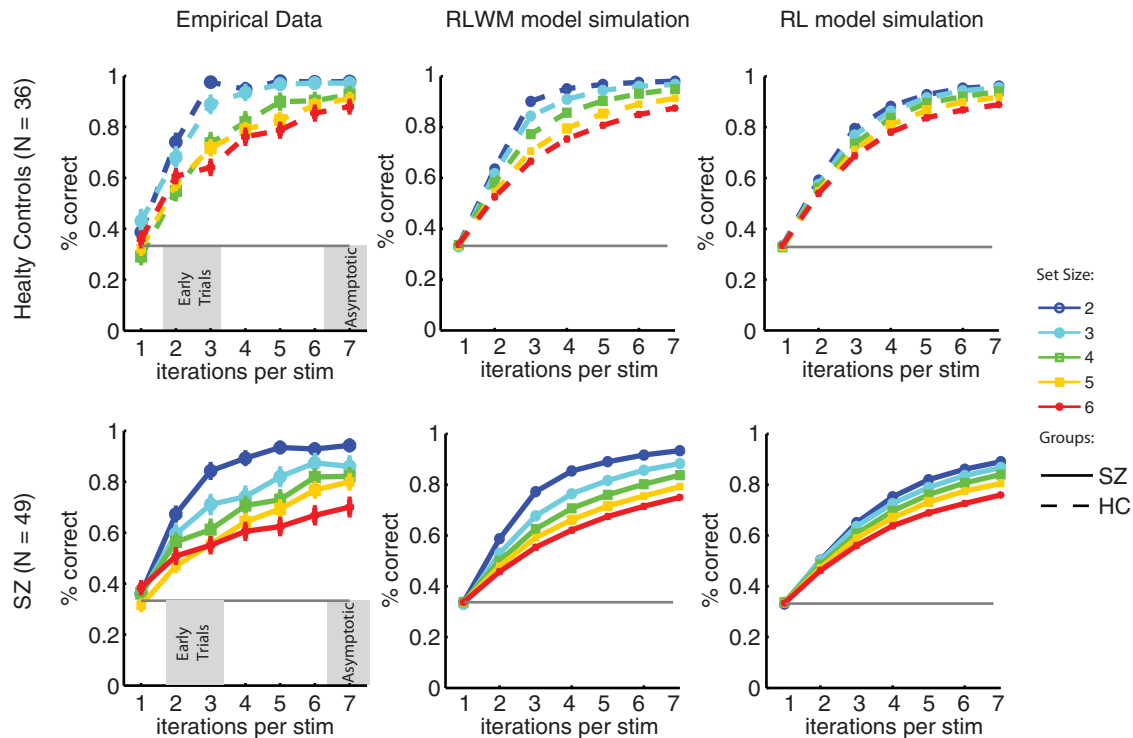 Empirical Data
RLWM model simulation
RL model simulation
Healty Controls (N = 36)
% correct
1
0.8
0.6
0.4
0.2
0
Early
Trials
Asymptotic
1 2 3 4 5 6 7
iterations per stim
% correct
1
0.8
0.6
0.4
0.2
0
1 2 3 4 5 6 7
iterations per stim
% correct
1
0.8
0.6
0.4
0.2
0
1 2 3 4 5 6 7
iterations per stim
Set Size:
2
3
4
5
6
Groups:
SZ
HC
SZ (N = 49)
% correct
1
0.8
0.6
0.4
0.2
0
Early
Trials
Asymptotic
1 2 3 4 5 6 7
iterations per stim
% correct
1
0.8
0.6
0.4
0.2
0
1 2 3 4 5 6 7
iterations per stim
% correct
1
0.8
0.6
0.4
0.2
0
1 2 3 4 5 6 7
iterations per stim